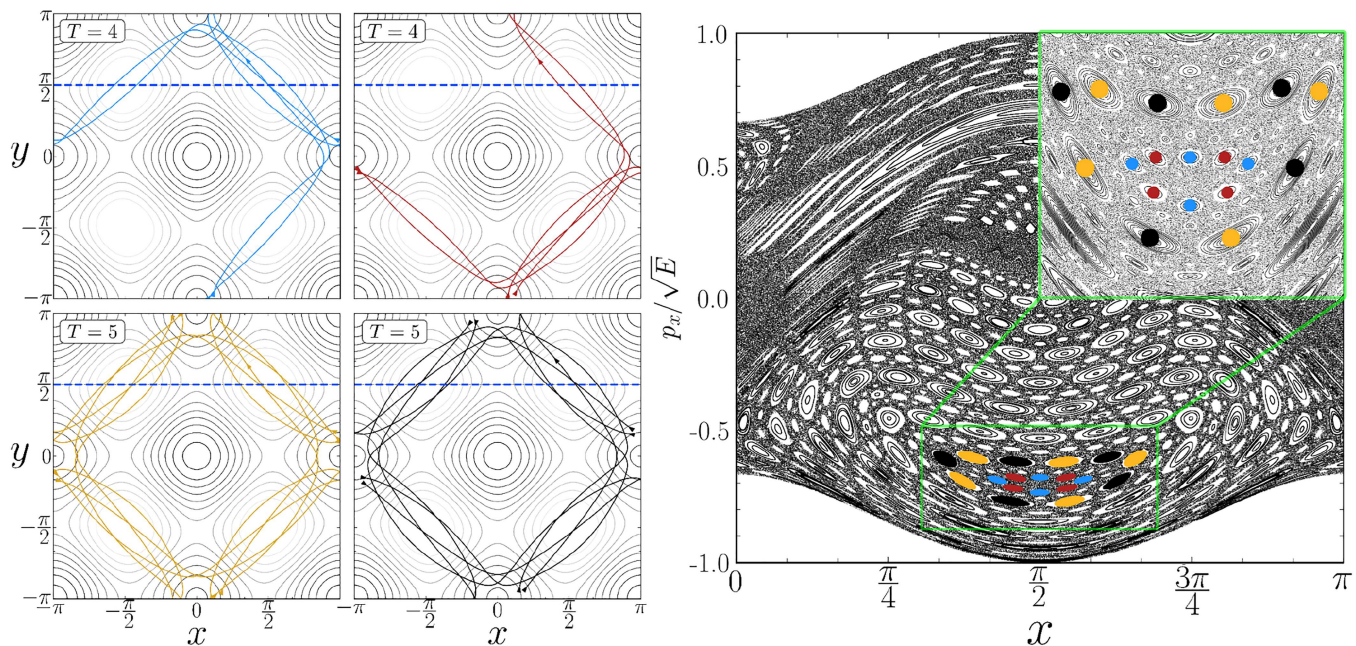 T = 4
T = 4
π
π/2
y 0
−π/2
−π
T = 5
T = 5
π
π/2
y 0
−π/2
−π
−π −π/2 0 π/2 −π −π/2 0 π/2 π
x x
1.0
0.5
0.0
-0.5
-1.0
p_x/√E
0 π/4 π/2 3π/4 π
x